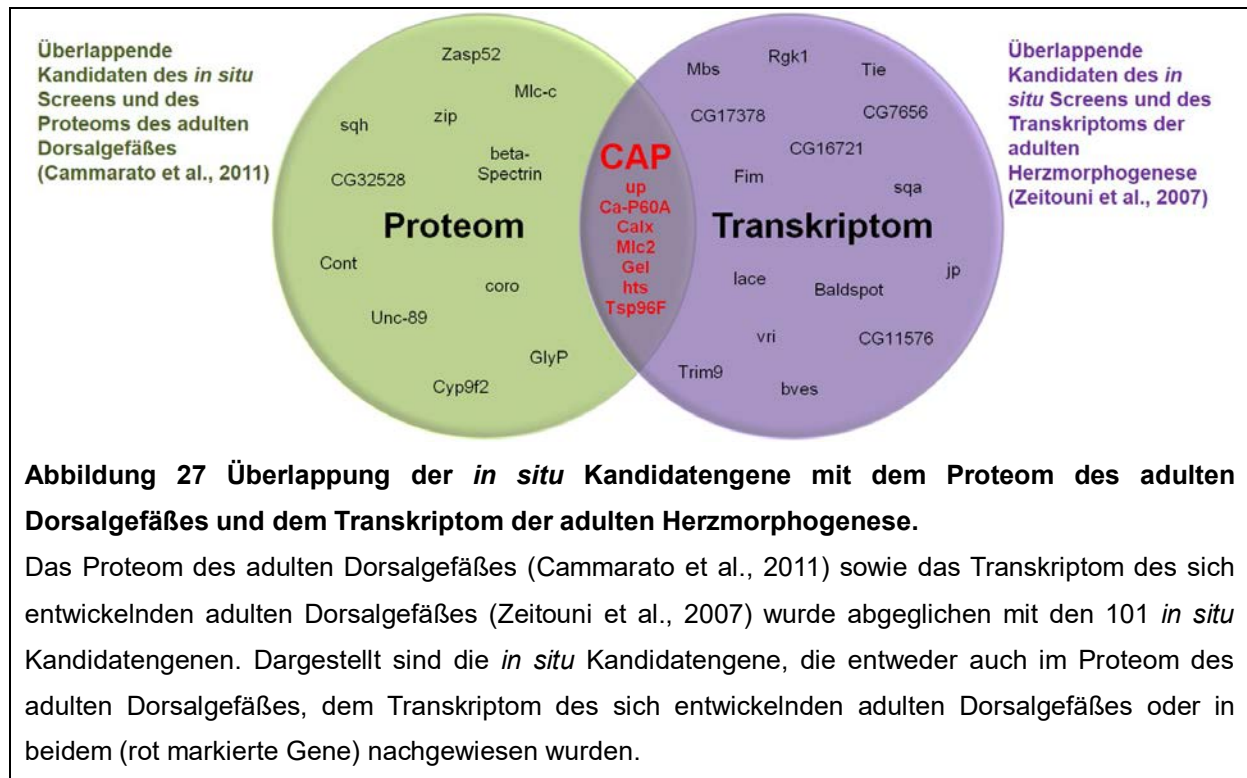 Überlappende
Kandidaten des in situ
Screens und des
Proteoms des adulten
Dorsalgefäßes
(Cammarato et al., 2011)
Zasp52
Mlc-c
sqh
zip
beta-
Spectrin
CG32528
Proteom
Cont
coro
Unc-89
GlyP
Cyp9f2
CAP
up
Ca-P60A
Calx
Mlc2
Gel
hts
Tsp96F
Rgk1
Mbs
Tie
CG17378
CG7656
CG16721
Fim
sqa
Transkriptom
jp
lace
Baldspot
vri
CG11576
Trim9
bves
Überlappende
Kandidaten des in
situ Screens und des
Transkriptoms der
adulten
Herzmorphogenese
(Zeitouni et al., 2007)
Abbildung 27 Überlappung der in situ Kandidatengene mit dem Proteom des adulten
Dorsalgefäßes und dem Transkriptom der adulten Herzmorphogenese.
Das Proteom des adulten Dorsalgefäßes (Cammarato et al., 2011) sowie das Transkriptom des sich
entwickelnden adulten Dorsalgefäßes (Zeitouni et al., 2007) wurde abgeglichen mit den 101 in situ
Kandidatengenen. Dargestellt sind die in situ Kandidatengene, die entweder auch im Proteom des
adulten Dorsalgefäßes, dem Transkriptom des sich entwickelnden adulten Dorsalgefäßes oder in
beidem (rot markierte Gene) nachgewiesen wurden.